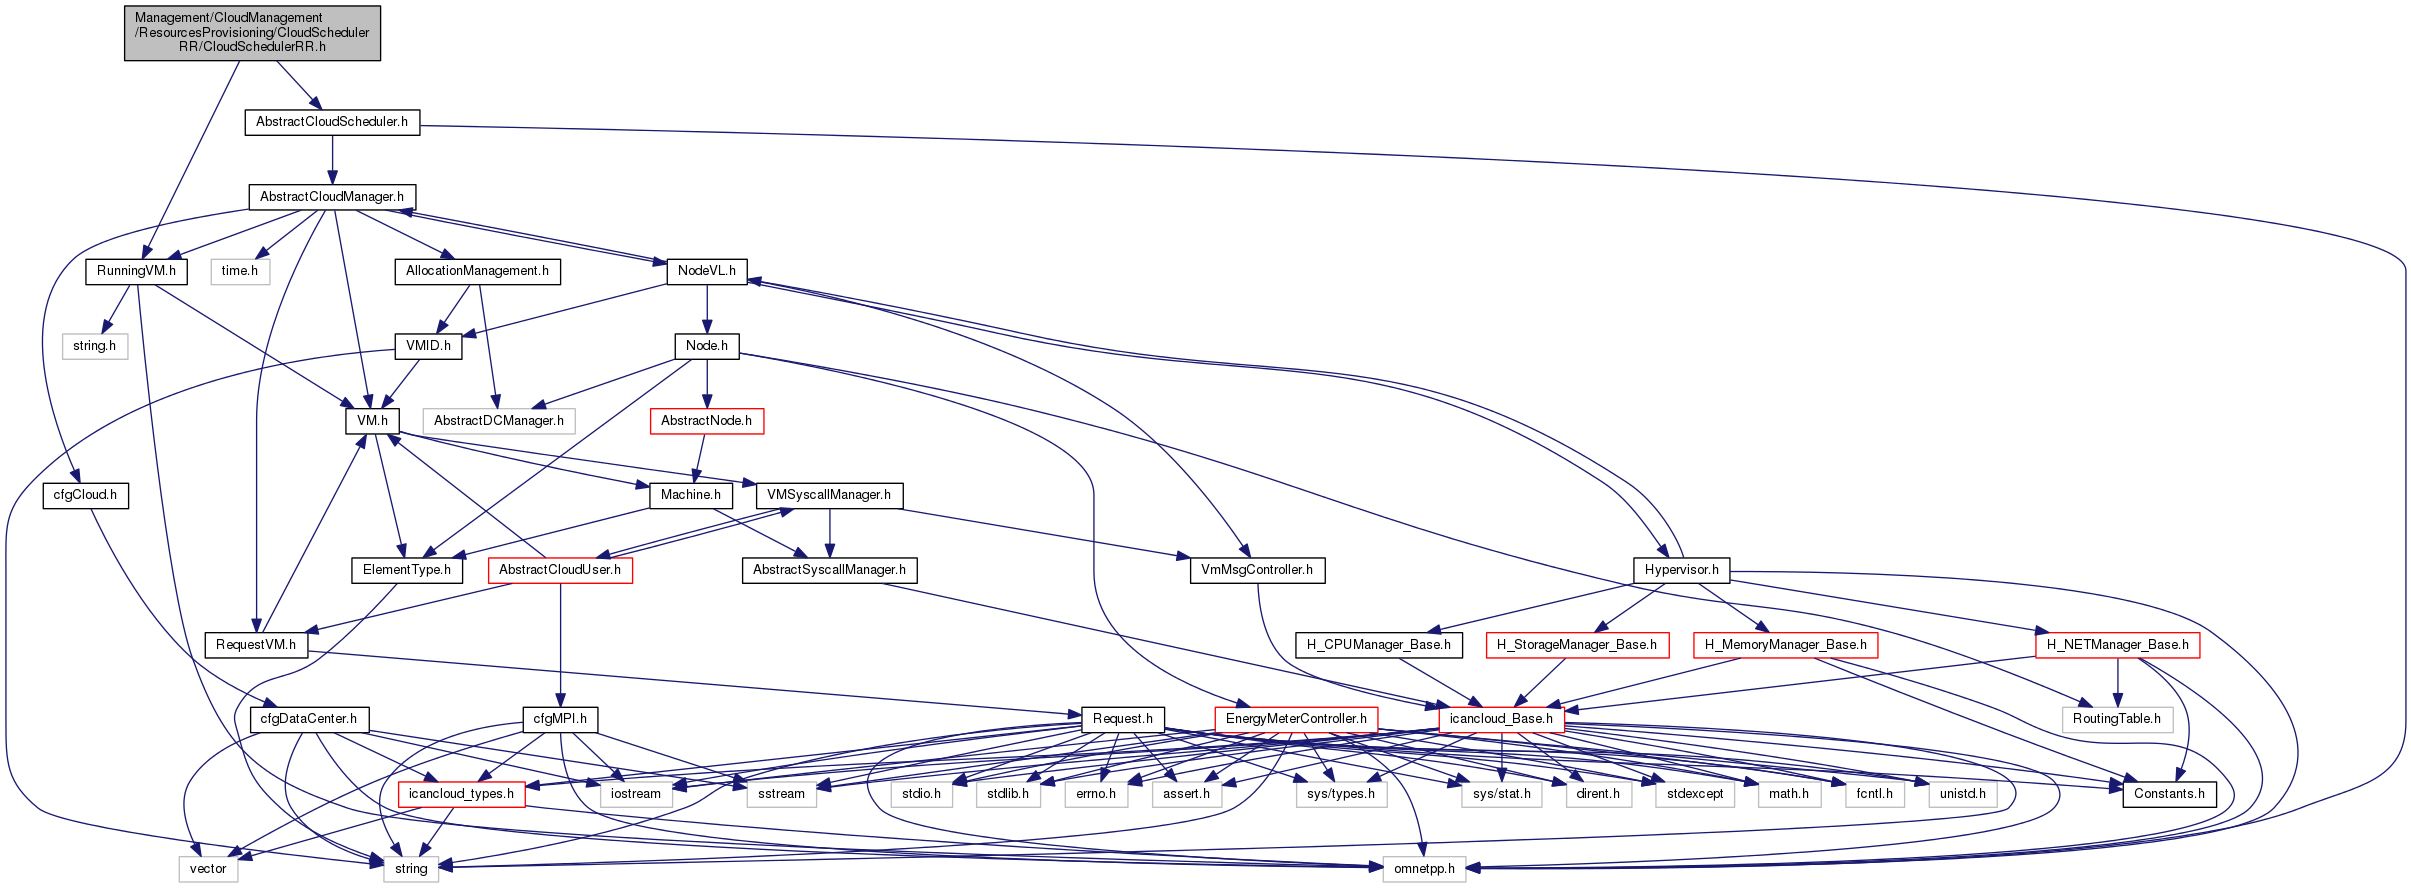 Management/CloudManagement
/ResourcesProvisioning/CloudScheduler
RR/CloudSchedulerRR.h
AbstractCloudScheduler.h
AbstractCloudManager.h
RunningVM.h
time.h
AllocationManagement.h
NodeVL.h
string.h
VMID.h
Node.h
VM.h
AbstractDCManager.h
AbstractNode.h
cfgCloud.h
Machine.h
VMSyscallManager.h
ElementType.h
AbstractCloudUser.h
AbstractSyscallManager.h
VmMsgController.h
Hypervisor.h
RequestVM.h
H_CPUManager_Base.h
H_StorageManager_Base.h
H_MemoryManager_Base.h
H_NETManager_Base.h
cfgDataCenter.h
cfgMPI.h
Request.h
EnergyMeterController.h
icancloud_Base.h
RoutingTable.h
icancloud_types.h
iostream
sstream
stdio.h
stdlib.h
errno.h
assert.h
sys/types.h
sys/stat.h
dirent.h
stdexcept
math.h
fcntl.h
unistd.h
Constants.h
vector
string
omnetpp.h